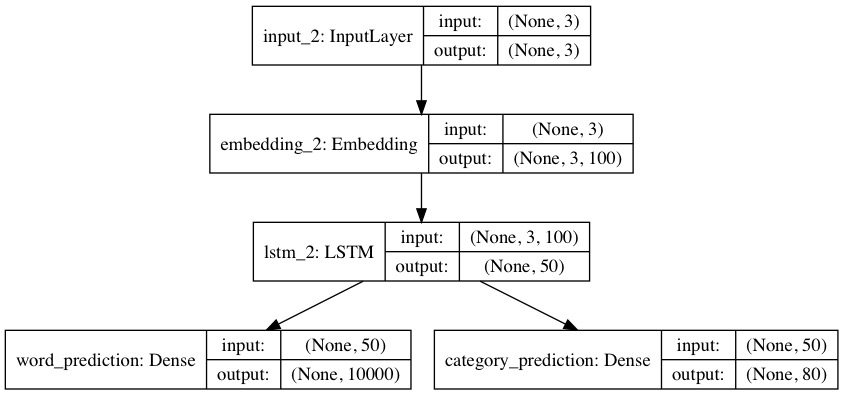 input_2: InputLayer
input: (None, 3)
output: (None, 3)
embedding_2: Embedding
input: (None, 3)
output: (None, 3, 100)
lstm_2: LSTM
input: (None, 3, 100)
output: (None, 50)
word_prediction: Dense
input: (None, 50)
output: (None, 10000)
category_prediction: Dense
input: (None, 50)
output: (None, 80)